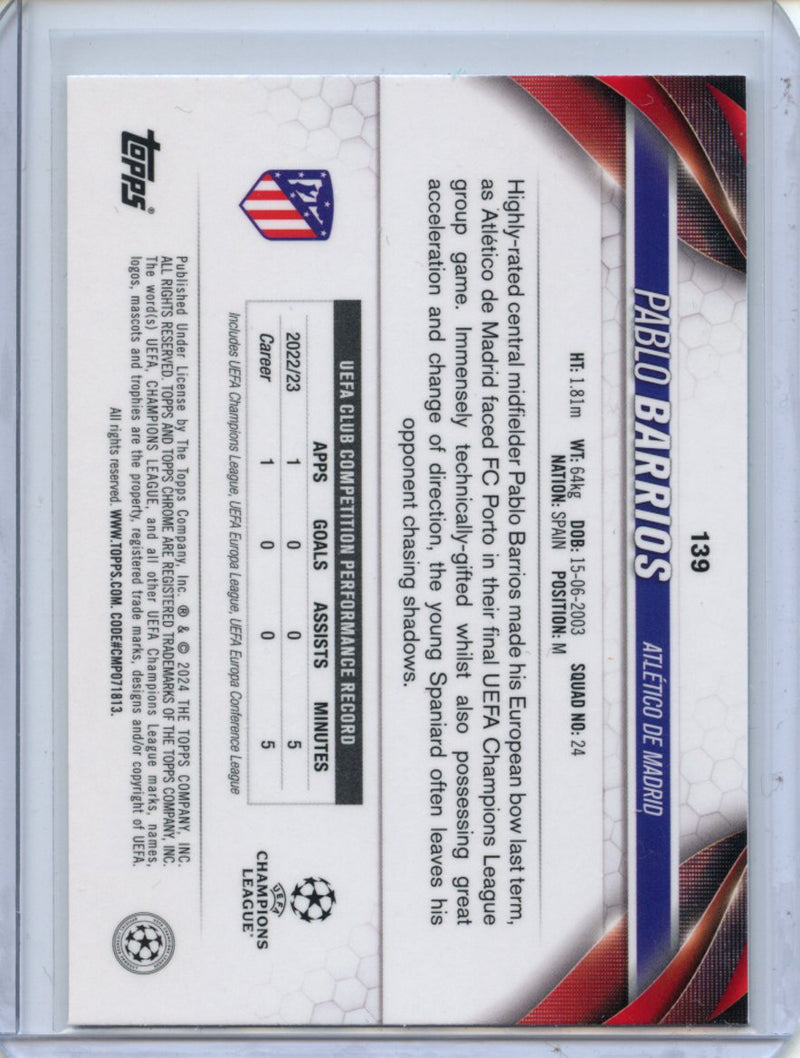 139
PABLO BARRIOS ATLÉTICO DE MADRID
HT: 1.81m WT: 64kg DOB: 15-06-2003 SQUAD NO: 24
NATION: SPAIN POSITION: M
Highly-rated central midfielder Pablo Barrios made his European bow last term,
as Atlético de Madrid faced FC Porto in their final UEFA Champions League
group game. Immensely technically-gifted whilst also possessing great
acceleration and change of direction, the young Spaniard often leaves his
opponent chasing shadows.
UEFA CLUB COMPETITION PERFORMANCE RECORD
APPS GOALS ASSISTS MINUTES
2022/23 1 0 0 5
Career 1 0 0 5
Includes UEFA Champions League, UEFA Europa League, UEFA Europa Conference League
UEFA
CHAMPIONS
LEAGUE®
topps®
Published Under License by The Topps Company, Inc. ® & © 2024 THE TOPPS COMPANY, INC.
ALL RIGHTS RESERVED. TOPPS AND TOPPS CHROME ARE REGISTERED TRADEMARKS OF THE TOPPS COMPANY, INC.
The word(s) UEFA, CHAMPIONS LEAGUE, and all other UEFA Champions League marks, names,
logos, mascots and trophies are the property, registered trade marks, designs and/or copyright of UEFA.
All rights reserved. WWW.TOPPS.COM. CODE#CMP071813.